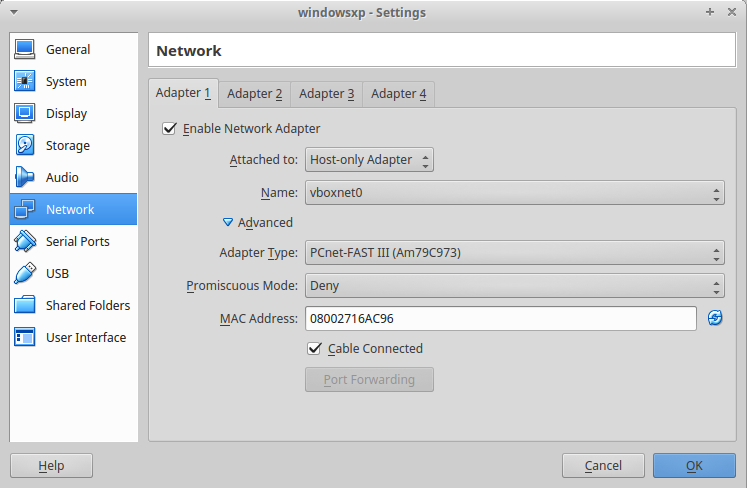 windowsxp - Settings
General
System
Display
Storage
Audio
Network
Serial Ports
USB
Shared Folders
User Interface
Network
Adapter 1 Adapter 2 Adapter 3 Adapter 4
Enable Network Adapter
Attached to: Host-only Adapter
Name: vboxnet0
Advanced
Adapter Type: PCnet-FAST III (Am79C973)
Promiscuous Mode: Deny
MAC Address: 08002716AC96
Cable Connected
Port Forwarding
Help Cancel OK